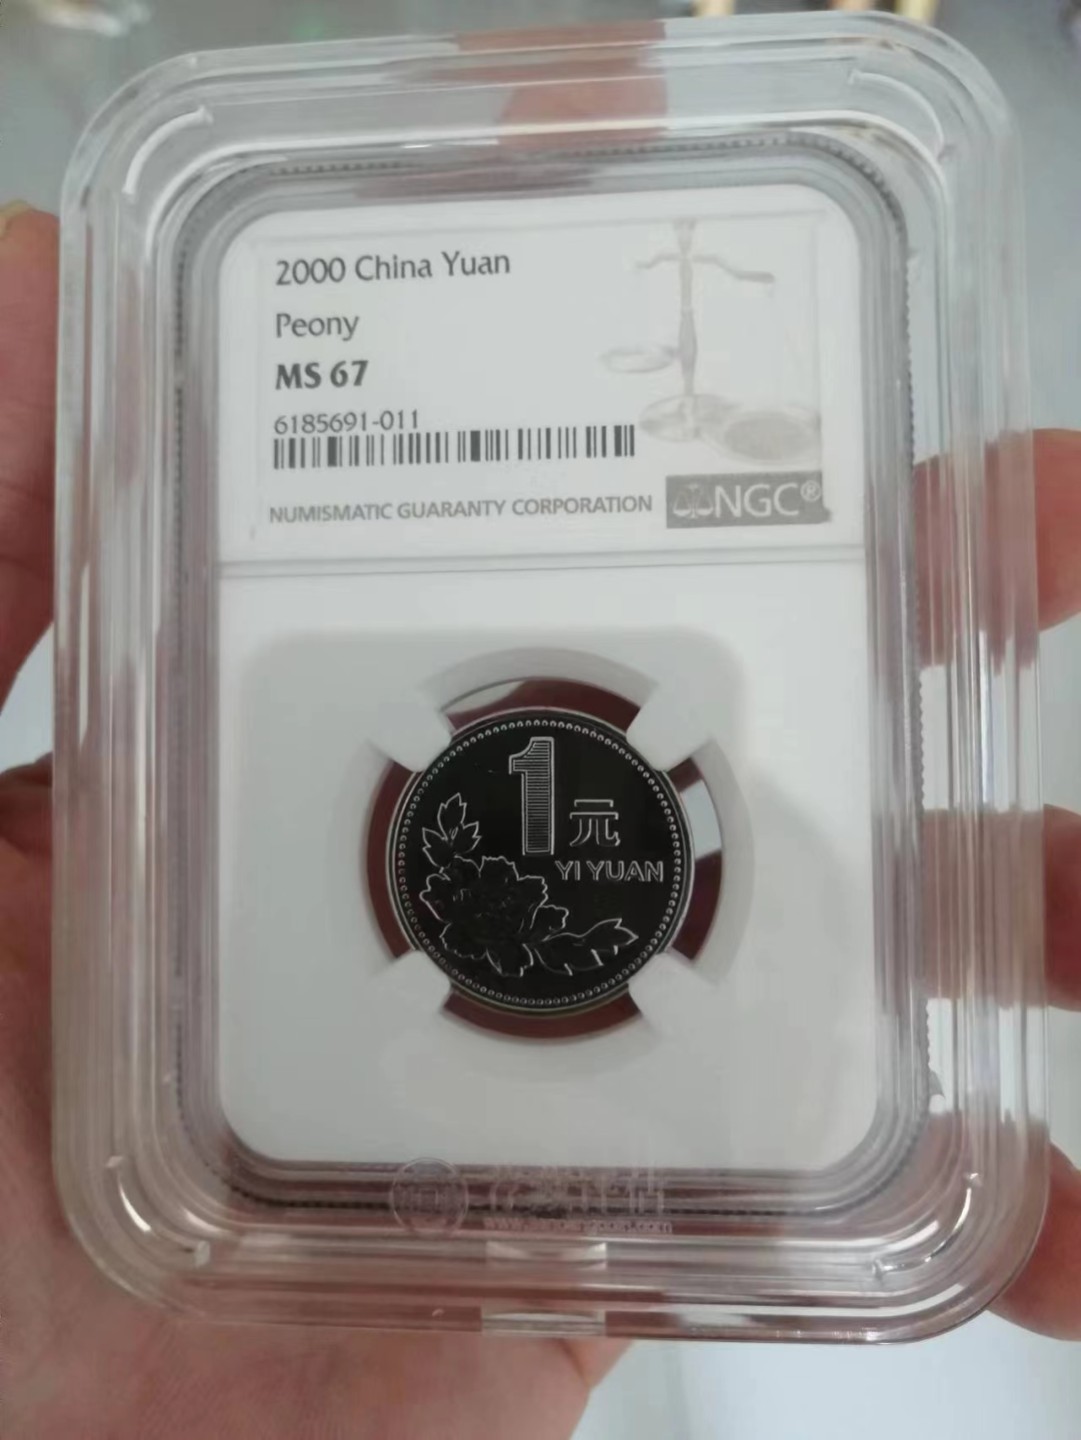 2000 China Yuan
Peony
MS 67
6185691-011
NUMISMATIC GUARANTY CORPORATION NGC®
1
元
YI YUAN